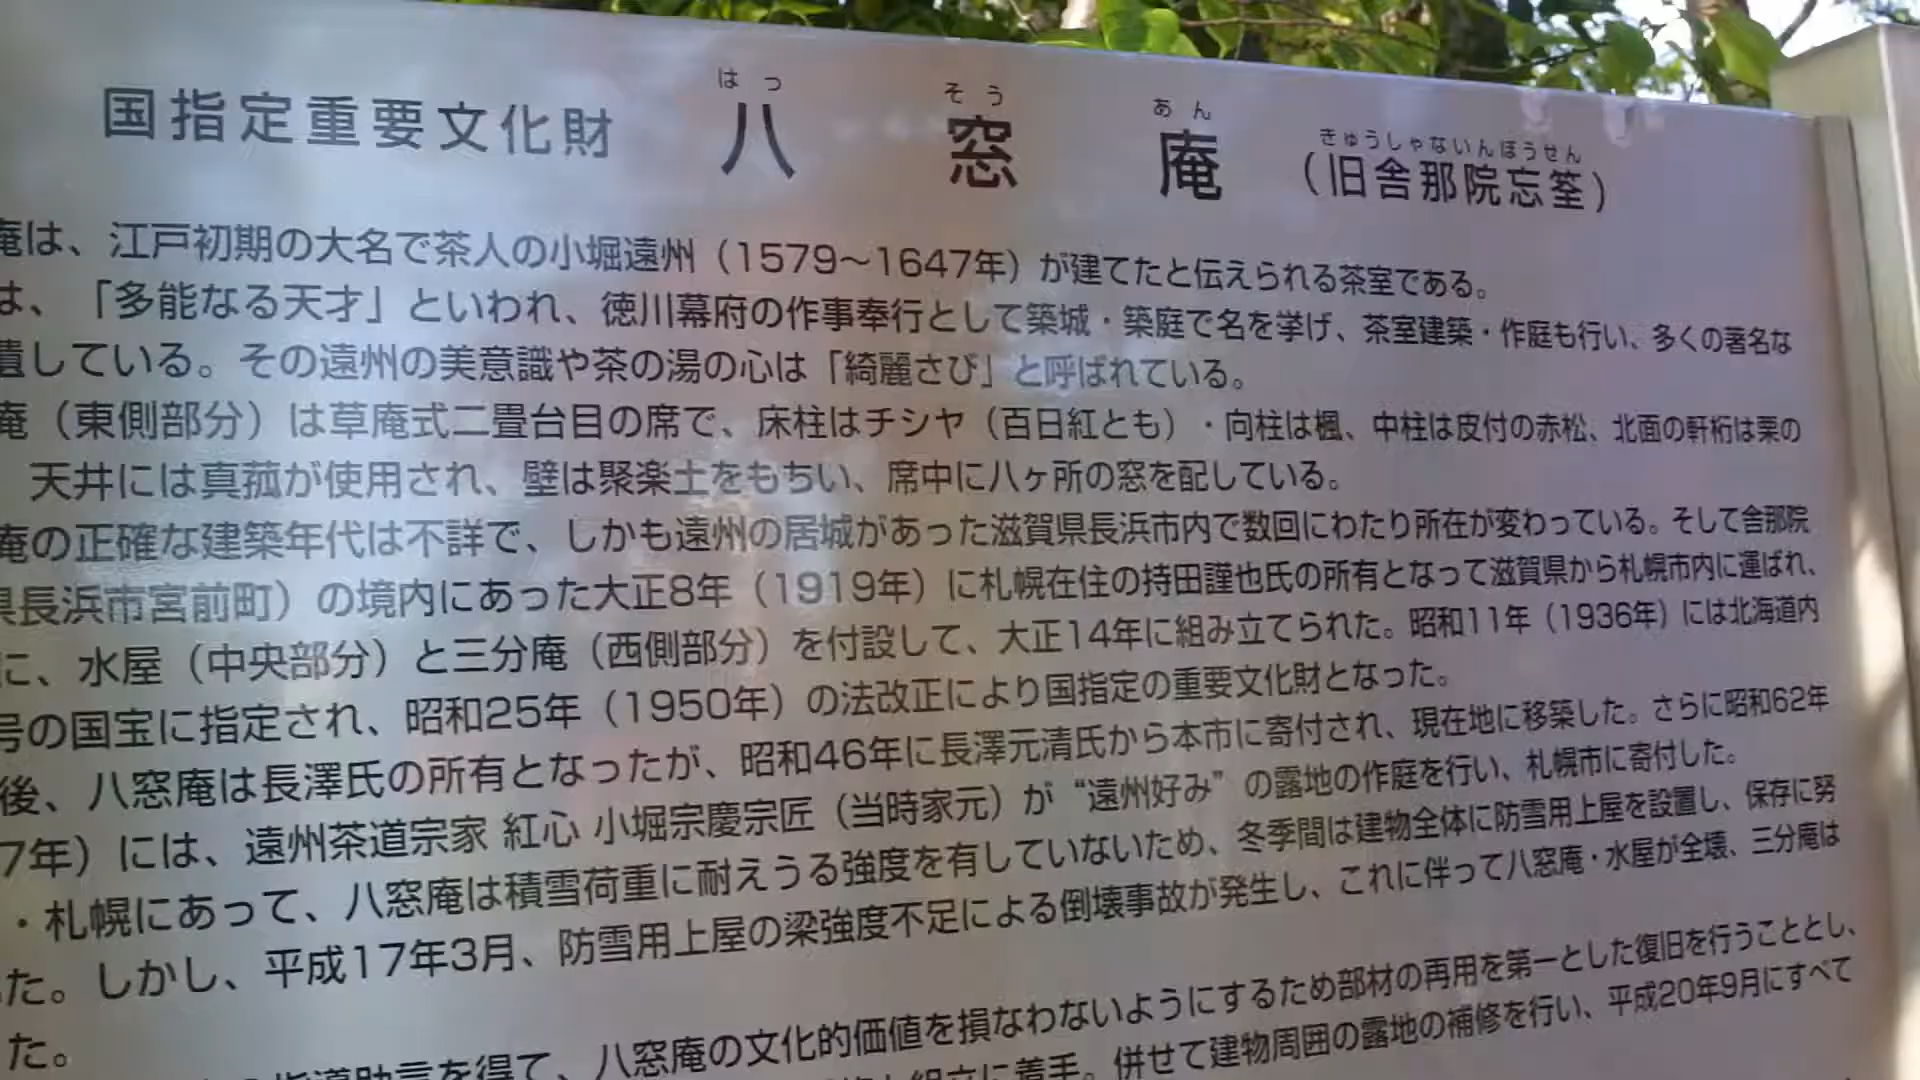 はっ そう あん きゅうしゃないんぼうせん
国指定重要文化財 八 窓 庵 (旧舎那院忘筌)
庵は、江戸初期の大名で茶人の小堀遠州（1579〜1647年）が建てたと伝えられる茶室である。
は、「多能なる天才」といわれ、徳川幕府の作事奉行として築城・築庭で名を挙げ、茶室建築・作庭も行い、多くの著名な
遺している。その遠州の美意識や茶の湯の心は「綺麗さび」と呼ばれている。
庵（東側部分）は草庵式二畳台目の席で、床柱はチシヤ（百日紅とも）・向柱は楓、中柱は皮付の赤松、北面の軒桁は栗の
天井には真菰が使用され、壁は聚楽土をもちい、席中に八ヶ所の窓を配している。
庵の正確な建築年代は不詳で、しかも遠州の居城があった滋賀県長浜市内で数回にわたり所在が変わっている。そして舎那院
県長浜市宮前町）の境内にあった大正8年（1919年）に札幌在住の持田謹也氏の所有となって滋賀県から札幌市内に運ばれ、
に、水屋（中央部分）と三分庵（西側部分）を付設して、大正14年に組み立てられた。昭和11年（1936年）には北海道内
号の国宝に指定され、昭和25年（1950年）の法改正により国指定の重要文化財となった。
後、八窓庵は長澤氏の所有となったが、昭和46年に長澤元清氏から本市に寄付され、現在地に移築した。さらに昭和62年
7年）には、遠州茶道宗家 紅心 小堀宗慶宗匠（当時家元）が“遠州好み”の露地の作庭を行い、札幌市に寄付した。
・札幌にあって、八窓庵は積雪荷重に耐えうる強度を有していないため、冬季間は建物全体に防雪用上屋を設置し、保存に努
た。しかし、平成17年3月、防雪用上屋の梁強度不足による倒壊事故が発生し、これに伴って八窓庵・水屋が全壊、三分庵は
た。
指導助言を得て、八窓庵の文化的価値を損なわないようにするため部材の再用を第一とした復旧を行うこととし、
組立に着手。併せて建物周囲の露地の補修を行い、平成20年9月にすべて